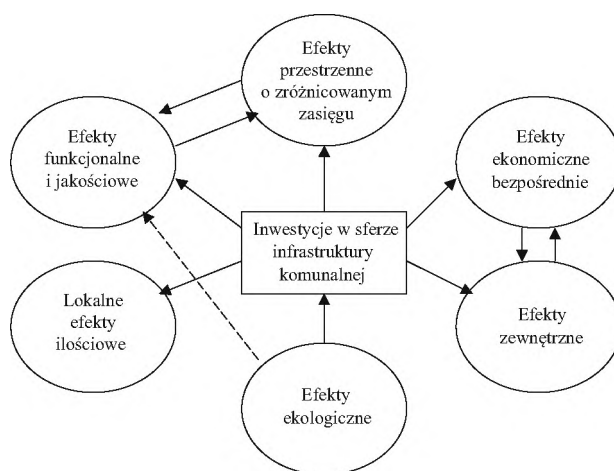 Efekty
przestrzenne
o zróżnicowanym
zasięgu
Efekty
funkcjonalne
i jakościowe
Efekty
ekonomiczne
bezpośrednie
Inwestycje w sferze
infrastruktury
komunalnej
Lokalne
efekty
ilościowe
Efekty
zewnętrzne
Efekty
ekologiczne